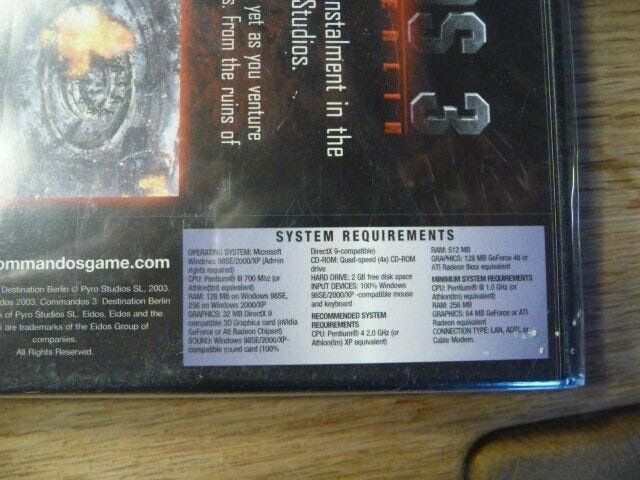 OS 3
ERLIN
nstalment in the
Studios.
yet as you venture
s. From the ruins of
ommandosgame.com
Destination Berlin © Pyro Studios SL. 2003.
dos 2003. Commandos 3: Destination Berlin
k of Pyro Studios SL. Eidos, Eidos and the
are trademarks of the Eidos Group of
companies.
All Rights Reserved.
SYSTEM REQUIREMENTS
OPERATING SYSTEM: Microsoft
Windows 98SE/2000/XP (Admin
rights required)
CPU: Pentium® III 700 Mhz (or
Athlon(tm) equivalent)
RAM: 128 MB on Windows 98SE,
256 on Windows 2000/XP
GRAPHICS: 32 MB DirectX 9
compatible 3D Graphics card (nVidia
GeForce or Ati Radeon Chipset)
SOUND: Windows 98SE/2000/XP-
compatible sound card (100%
DirectX 9-compatible)
CD-ROM: Quad-speed (4x) CD-ROM
drive
HARD DRIVE: 2 GB free disk space
INPUT DEVICES: 100% Windows
98SE/2000/XP -compatible mouse
and keyboard
RECOMMENDED SYSTEM
REQUIREMENTS
CPU: Pentium® 4 2.0 GHz (or
Athlon(tm) XP equivalent)
RAM: 512 MB
GRAPHICS: 128 MB GeForce 4ti or
ATI Radeon 9xxx equivalent
MINIMUM SYSTEM REQUIREMENTS
CPU: Pentium® III 1.0 GHz (or
Athlon(tm) equivalent)
RAM: 256 MB
GRAPHICS: 64 MB GeForce or ATI
Radeon equivalent
CONNECTION TYPE: LAN, ADSL or
Cable Modem.